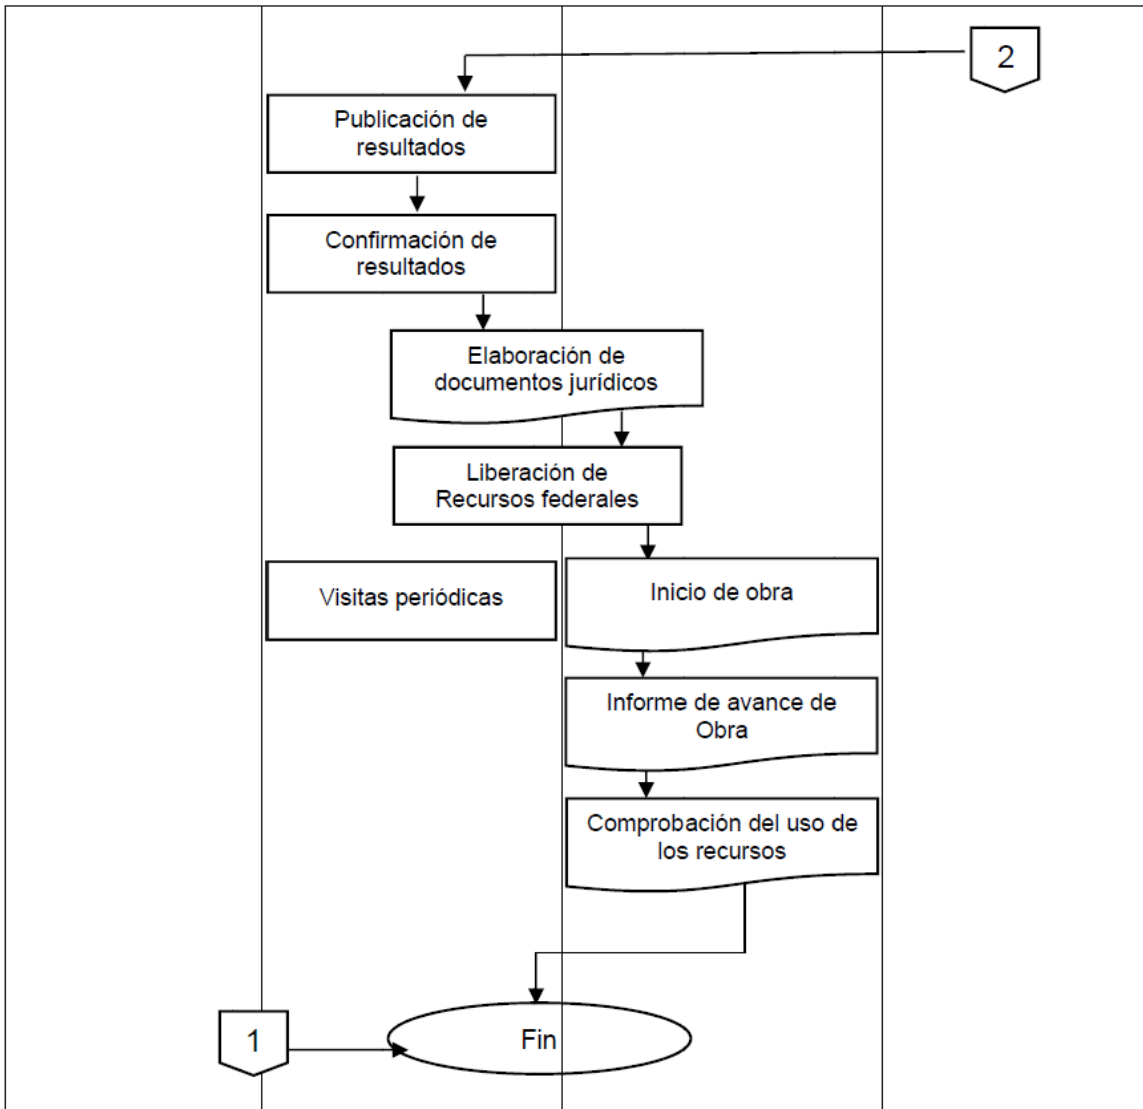 2
Publicación de
resultados
Confirmación de
resultados
Elaboración de
documentos jurídicos
Liberación de
Recursos federales
Visitas periódicas
Inicio de obra
Informe de avance de
Obra
Comprobación del uso de
los recursos
1
Fin